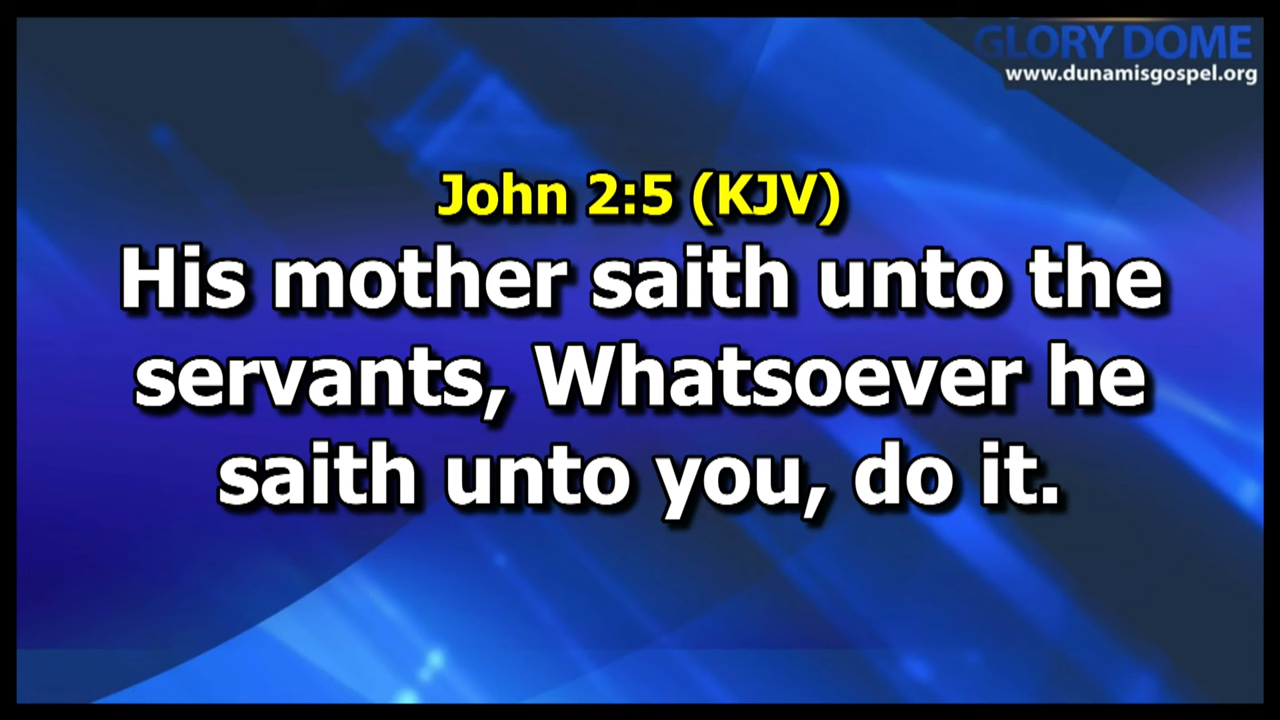 GLORY DOME
www.dunamisgospel.org
John 2:5 (KJV)
His mother saith unto the
servants, Whatsoever he
saith unto you, do it.